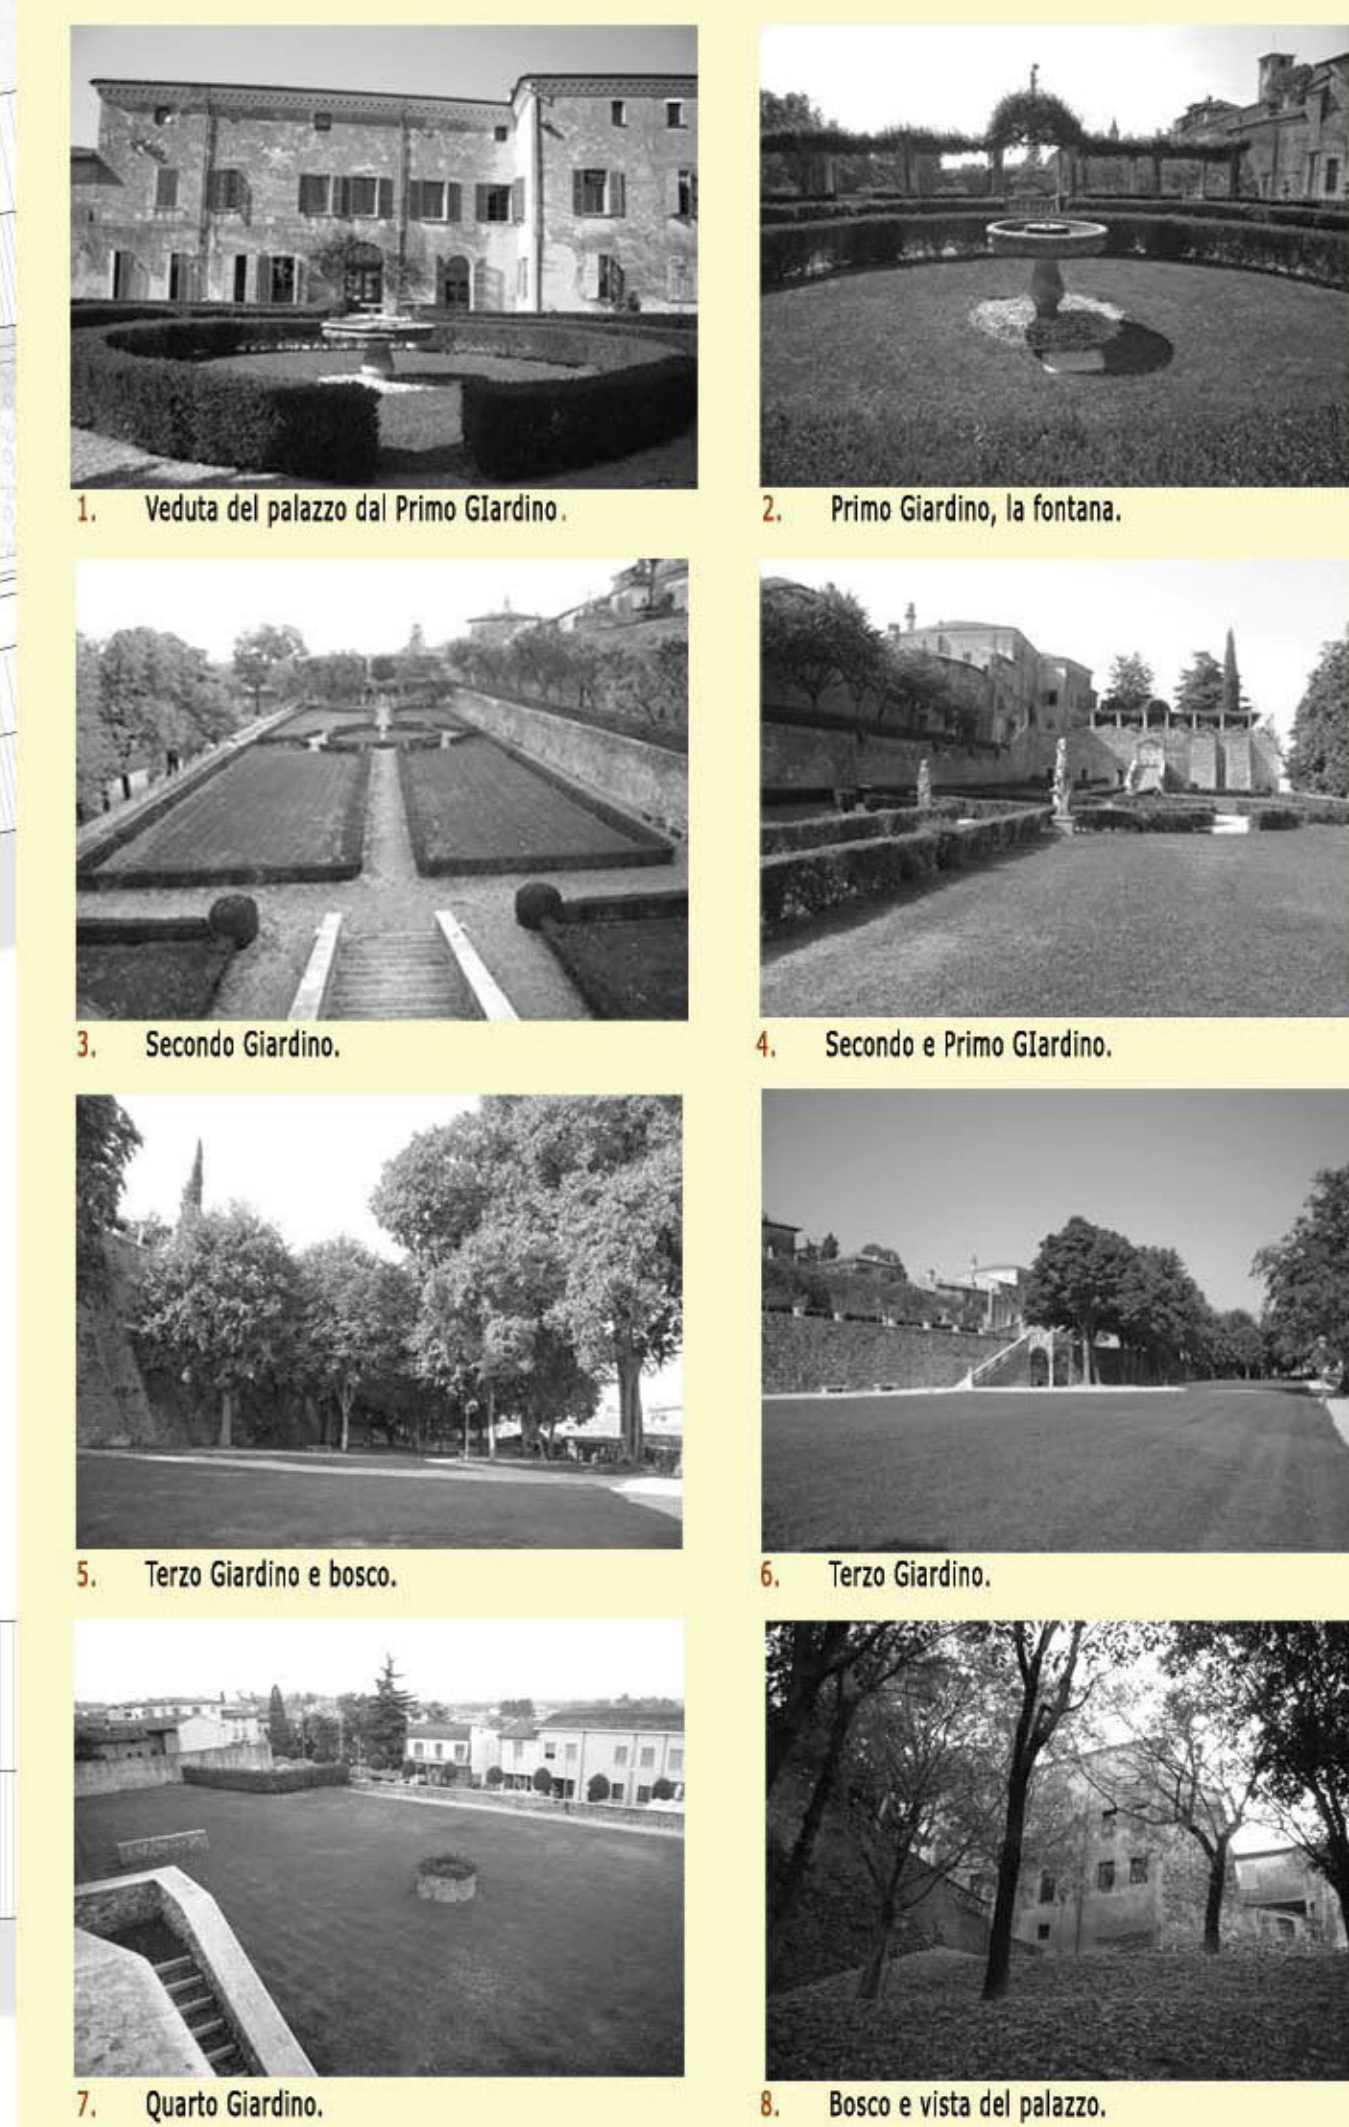 1. Veduta del palazzo dal Primo GIardino.
2. Primo Giardino, la fontana.
3. Secondo Giardino.
4. Secondo e Primo GIardino.
5. Terzo Giardino e bosco.
6. Terzo Giardino.
7. Quarto Giardino.
8. Bosco e vista del palazzo.